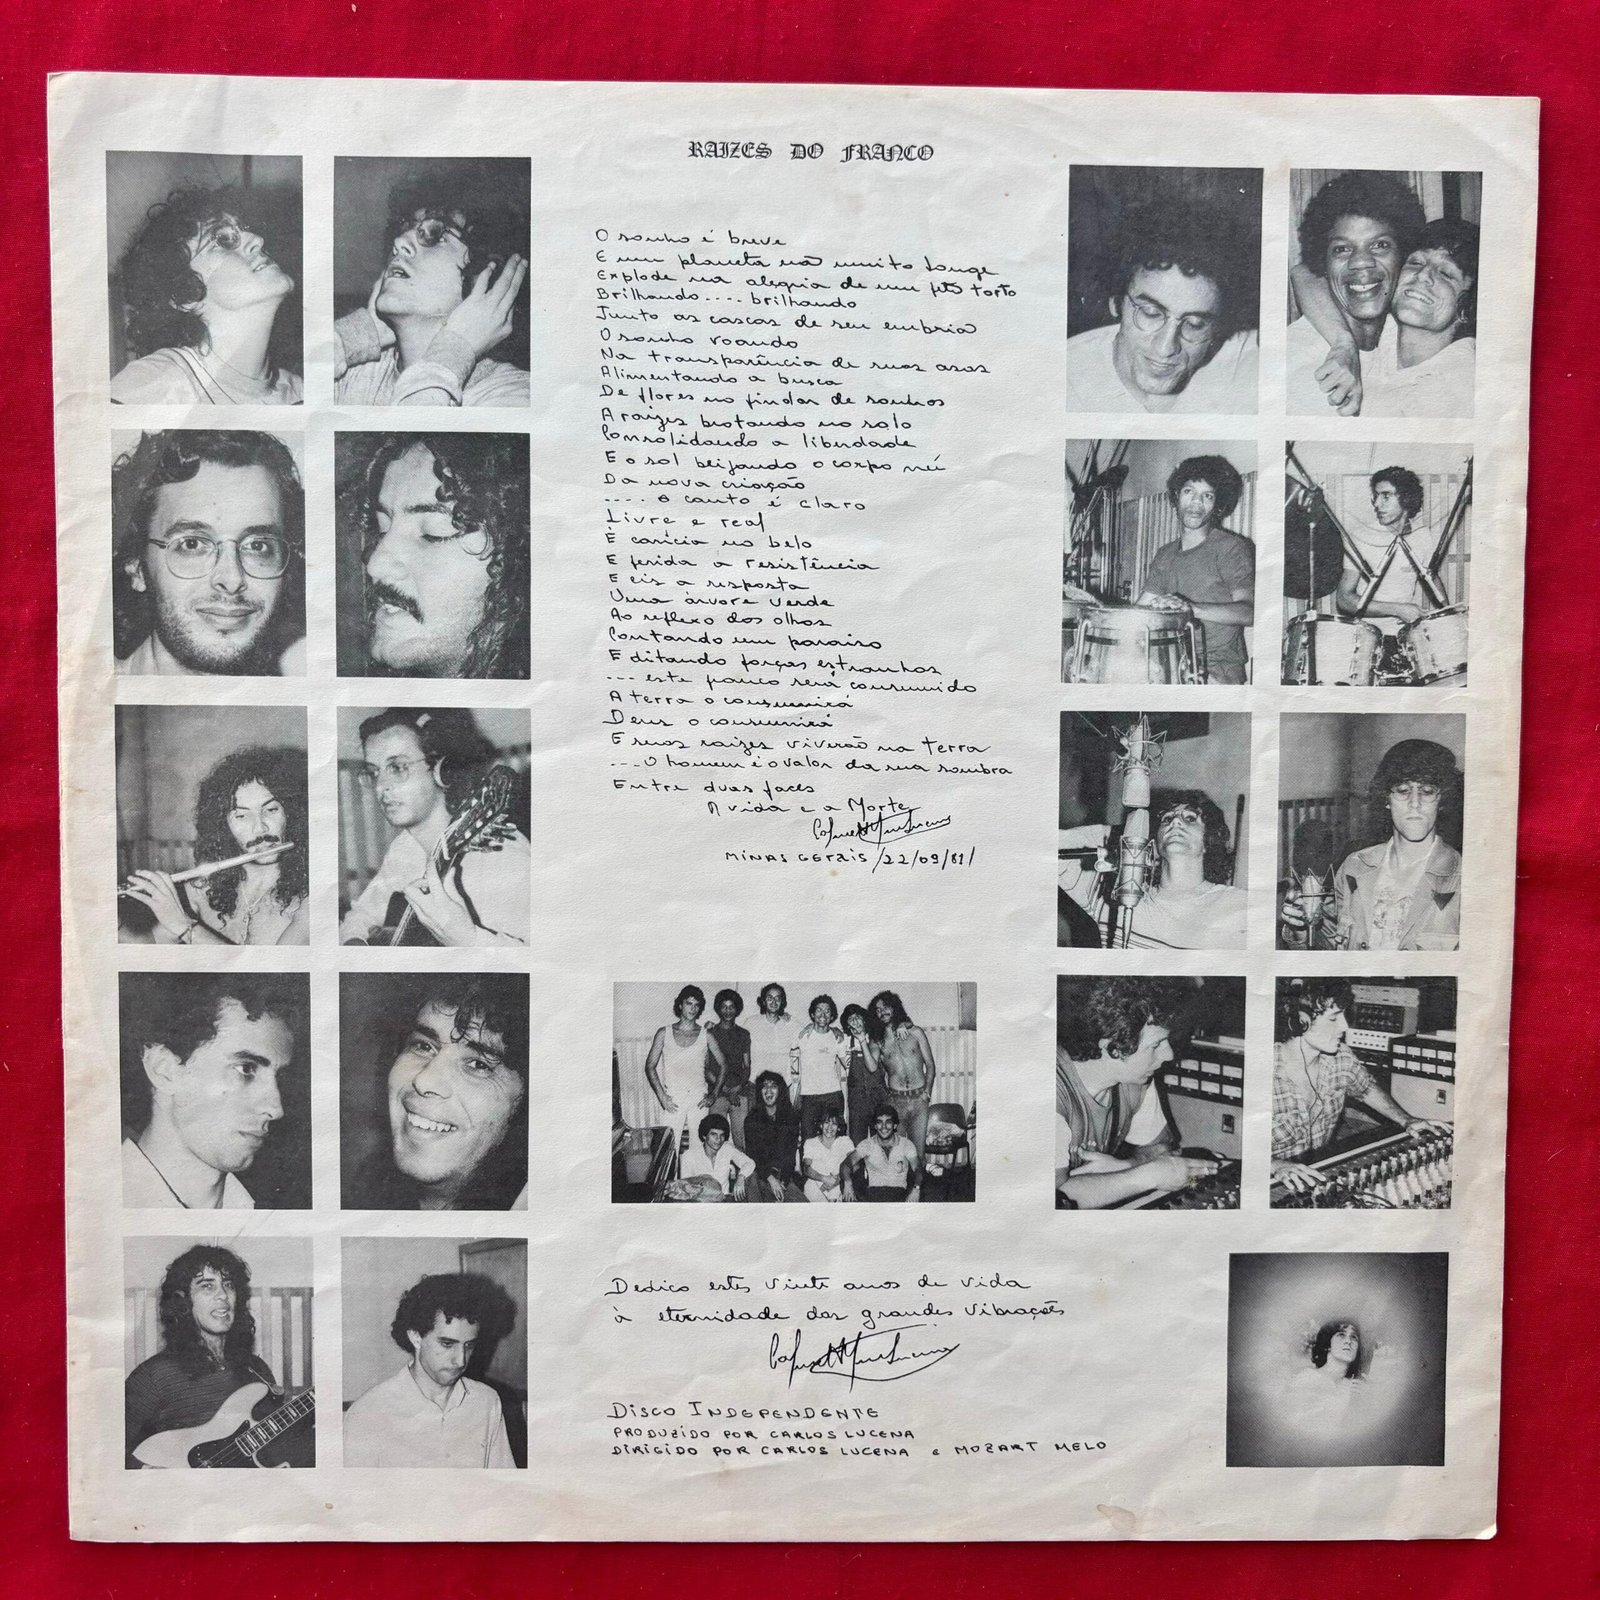 RAIZES DO FRANCO
O sonho é breve
E um planeta não muito longe
Explode na alegria de um feto torto
Brilhando.... brilhando
Junto as cascas de seu embrião
O sonho voando
Na transparência de suas asas
Alimentando a busca
De flores no findar de sonhos
A raizes brotando no solo
Consolidando a liberdade
E o sol beijando o corpo nú
Da nova criação
.... o canto é claro
Livre e real
É carícia no belo
E ferida a resistência
E eis a resposta
Uma árvore verde
Ao reflexo dos olhos
Contando um paraiso
Editando forças estranhas
... este franco será consumido
A terra o consumirá
Deus o consumirá
E suas raizes viverão na terra
...O homem é o valor da sua sombra
Entre duas faces
A vida e a Morte
MINAS GERAIS /22/09/81/
Dedico estes vinte anos de vida
à eternidade das grandes vibrações
DISCO INDEPENDENTE
PRODUZIDO POR CARLOS LUCENA
DIRIGIDO POR CARLOS LUCENA e MOZART MELO